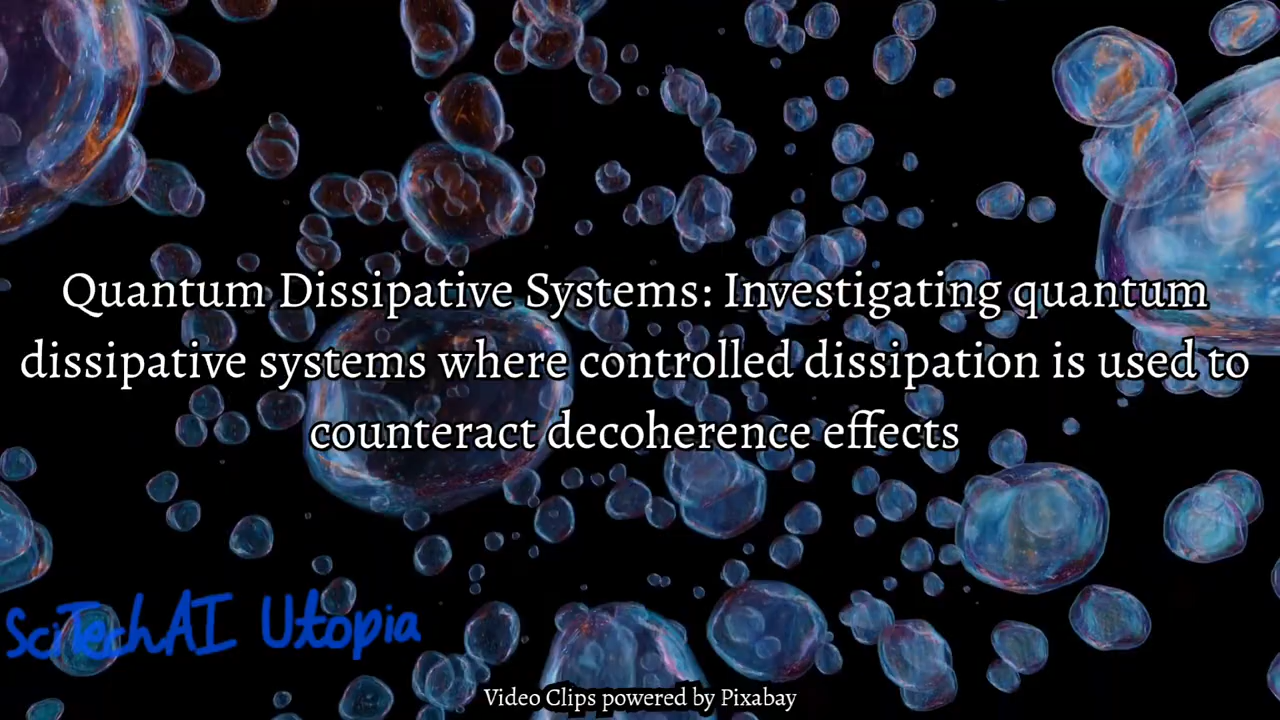 Quantum Dissipative Systems: Investigating quantum
dissipative systems where controlled dissipation is used to
counteract decoherence effects
SciTechAI Utopia
Video Clips powered by Pixabay